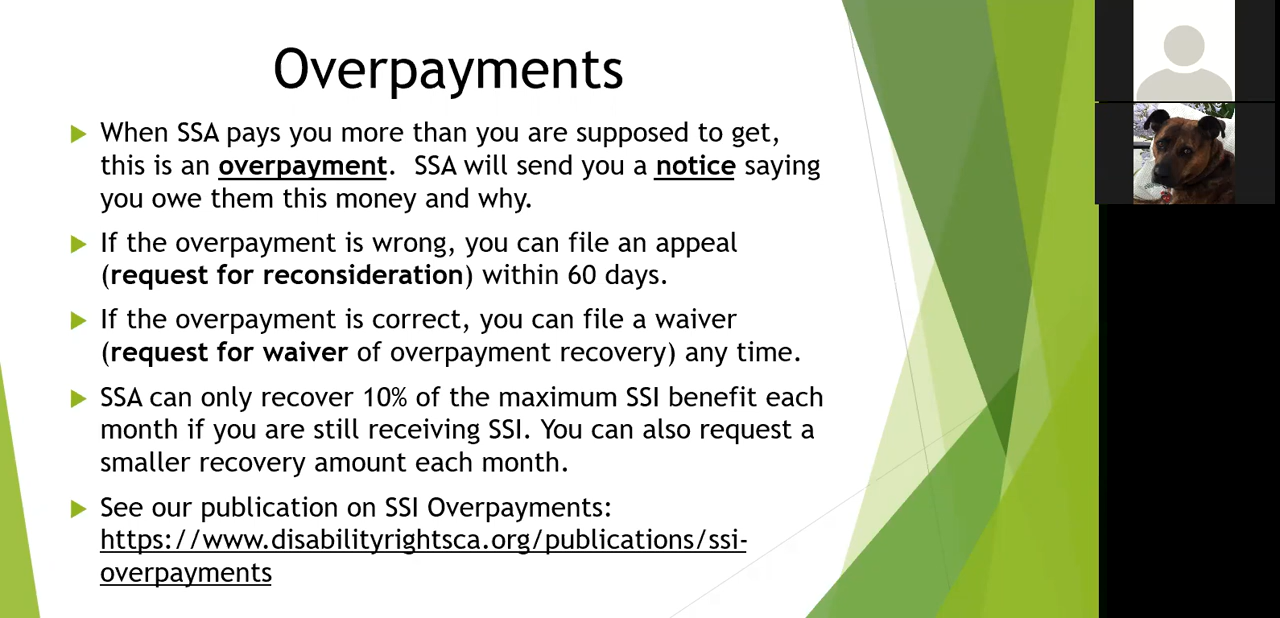 Overpayments
When SSA pays you more than you are supposed to get,
this is an overpayment.  SSA will send you a notice saying
you owe them this money and why.
If the overpayment is wrong, you can file an appeal
(request for reconsideration) within 60 days.
If the overpayment is correct, you can file a waiver
(request for waiver of overpayment recovery) any time.
SSA can only recover 10% of the maximum SSI benefit each
month if you are still receiving SSI. You can also request a
smaller recovery amount each month.
See our publication on SSI Overpayments:
https://www.disabilityrightsca.org/publications/ssi-
overpayments